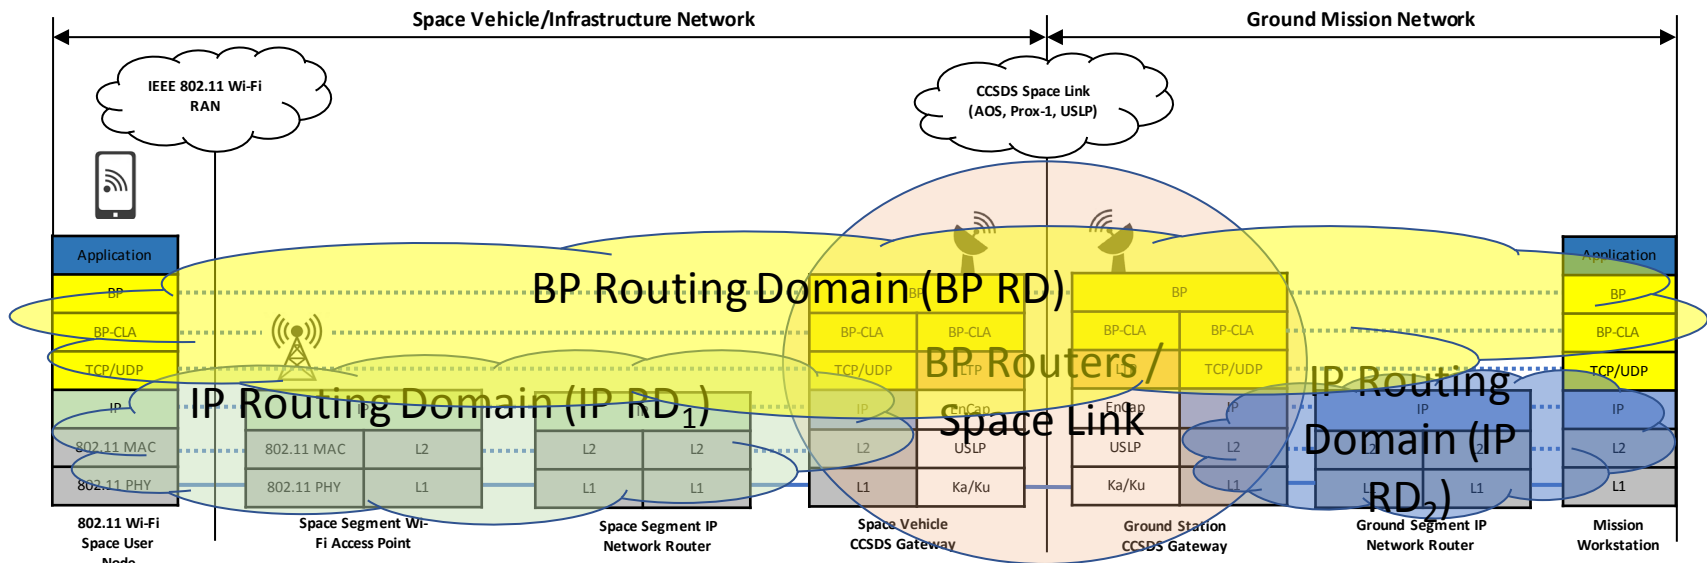 Space Vehicle/Infrastructure Network
Ground Mission Network
IEEE 802.11 Wi-Fi
RAN
CCSDS Space Link
(AOS, Prox-1, USLP)
BP Routing Domain (BP RD)
BP Routers /
Space Link
IP Routing Domain (IP RD₁)
IP Routing
Domain (IP
RD₂)
Application
BP
BP-CLA
TCP/UDP
IP
802.11 MAC
802.11 PHY
802.11 Wi-Fi
Space User
Node
IP
802.11 MAC L2
802.11 PHY L1
Space Segment Wi-
Fi Access Point
L2 L2
L1 L1
Space Segment IP
Network Router
BP
BP-CLA BP-CLA
TCP/UDP LTP
IP EnCap
L2 USLP
L1 Ka/Ku
Space Vehicle
CCSDS Gateway
BP
BP-CLA BP-CLA
LTP TCP/UDP
EnCap IP
USLP L2
Ka/Ku L1
Ground Station
CCSDS Gateway
IP
L2 L2
L1 L1
Ground Segment IP
Network Router
Application
BP
BP-CLA
TCP/UDP
IP
L2
L1
Mission
Workstation